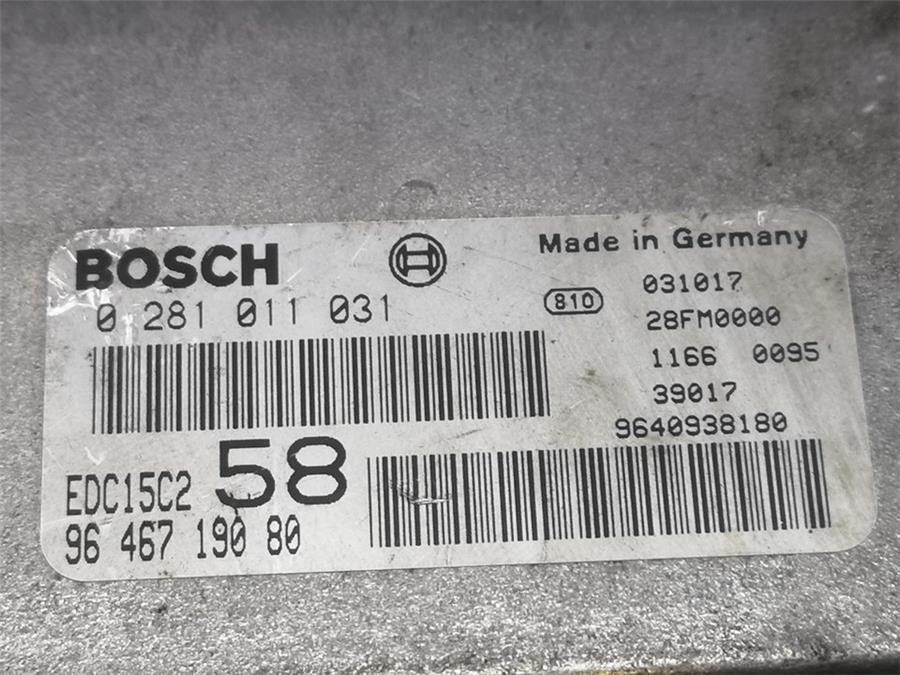 BOSCH
Made in Germany
0 281 011 031
810
031017
28FM0000
1166 0095
39017
9640938180
EDC15C2 58
96 467 190 80